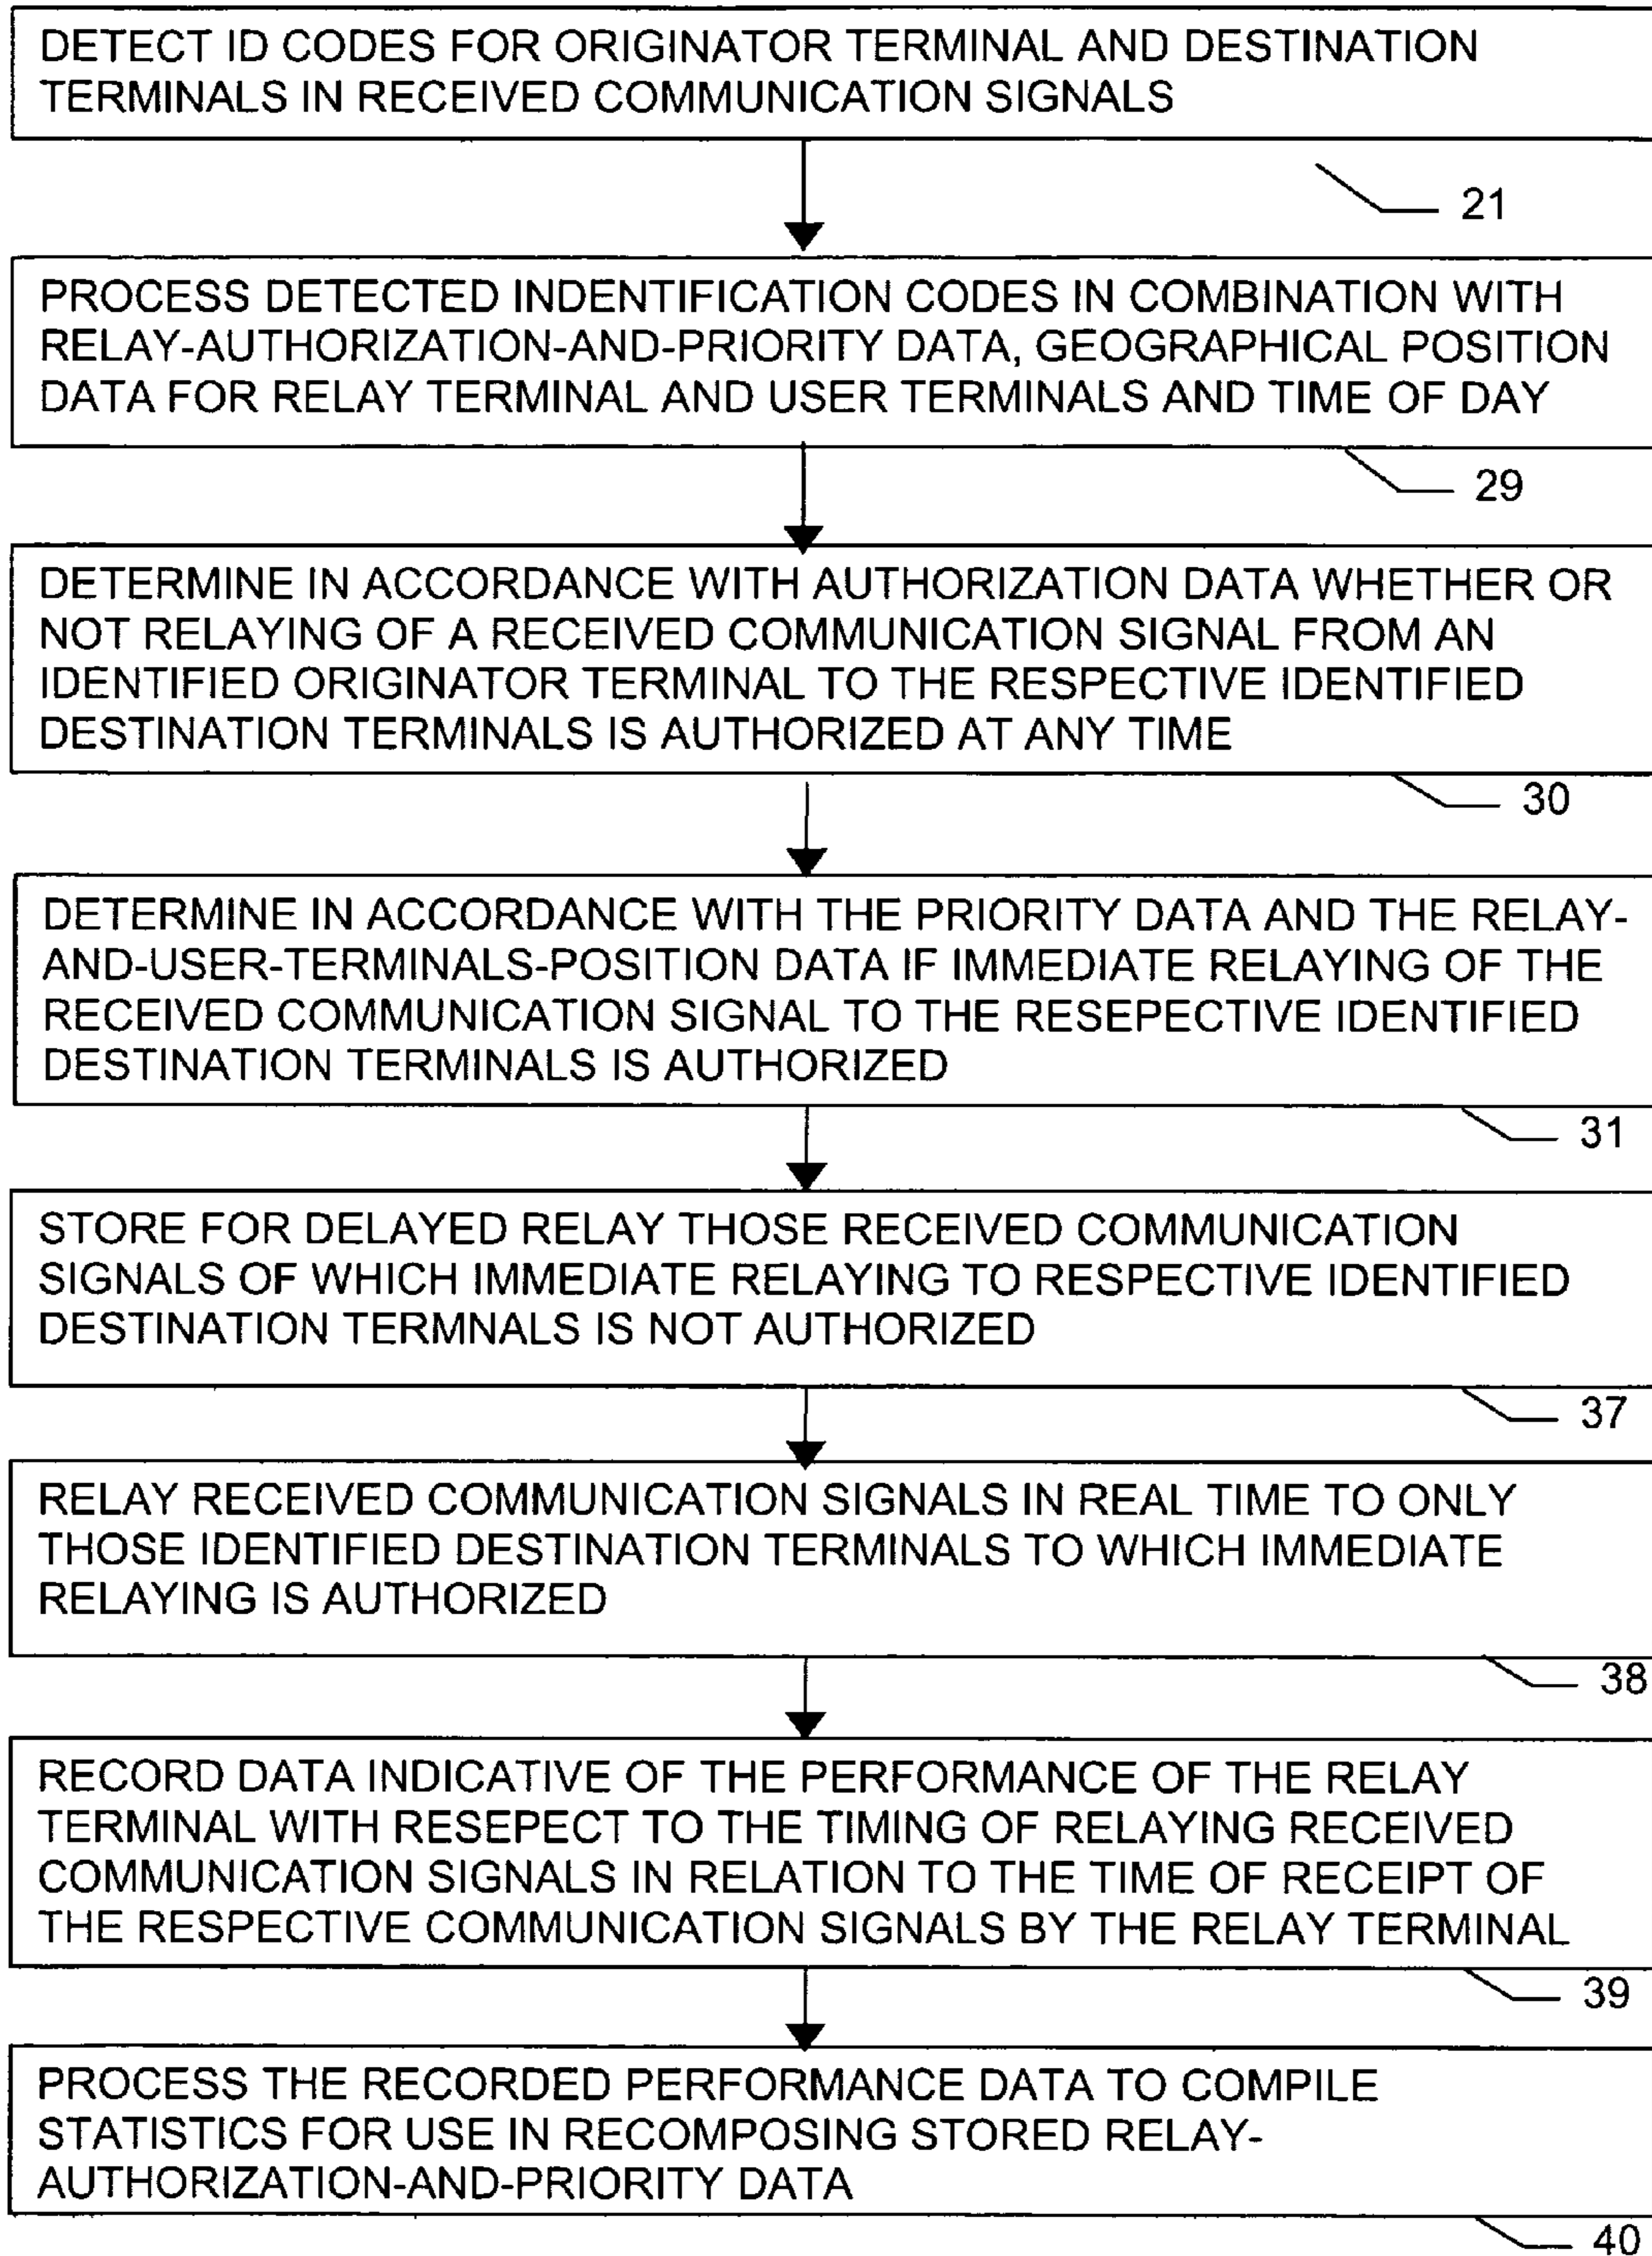 DETECT ID CODES FOR ORIGINATOR TERMINAL AND DESTINATION
TERMINALS IN RECEIVED COMMUNICATION SIGNALS
21
PROCESS DETECTED INDENTIFICATION CODES IN COMBINATION WITH
RELAY-AUTHORIZATION-AND-PRIORITY DATA, GEOGRAPHICAL POSITION
DATA FOR RELAY TERMINAL AND USER TERMINALS AND TIME OF DAY
29
DETERMINE IN ACCORDANCE WITH AUTHORIZATION DATA WHETHER OR
NOT RELAYING OF A RECEIVED COMMUNICATION SIGNAL FROM AN
IDENTIFIED ORIGINATOR TERMINAL TO THE RESPECTIVE IDENTIFIED
DESTINATION TERMINALS IS AUTHORIZED AT ANY TIME
30
DETERMINE IN ACCORDANCE WITH THE PRIORITY DATA AND THE RELAY-
AND-USER-TERMINALS-POSITION DATA IF IMMEDIATE RELAYING OF THE
RECEIVED COMMUNICATION SIGNAL TO THE RESEPECTIVE IDENTIFIED
DESTINATION TERMINALS IS AUTHORIZED
31
STORE FOR DELAYED RELAY THOSE RECEIVED COMMUNICATION
SIGNALS OF WHICH IMMEDIATE RELAYING TO RESPECTIVE IDENTIFIED
DESTINATION TERMNALS IS NOT AUTHORIZED
37
RELAY RECEIVED COMMUNICATION SIGNALS IN REAL TIME TO ONLY
THOSE IDENTIFIED DESTINATION TERMINALS TO WHICH IMMEDIATE
RELAYING IS AUTHORIZED
38
RECORD DATA INDICATIVE OF THE PERFORMANCE OF THE RELAY
TERMINAL WITH RESEPECT TO THE TIMING OF RELAYING RECEIVED
COMMUNICATION SIGNALS IN RELATION TO THE TIME OF RECEIPT OF
THE RESPECTIVE COMMUNICATION SIGNALS BY THE RELAY TERMINAL
39
PROCESS THE RECORDED PERFORMANCE DATA TO COMPILE
STATISTICS FOR USE IN RECOMPOSING STORED RELAY-
AUTHORIZATION-AND-PRIORITY DATA
40